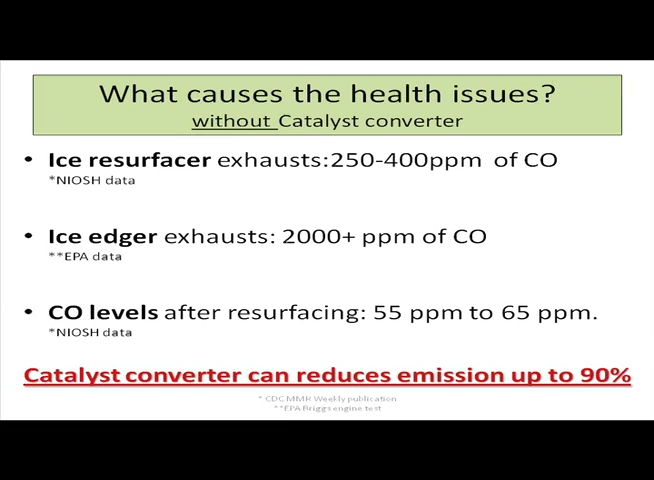 What causes the health issues?
without Catalyst converter
• Ice resurfacer exhausts:250-400ppm of CO
*NIOSH data
• Ice edger exhausts: 2000+ ppm of CO
**EPA data
• CO levels after resurfacing: 55 ppm to 65 ppm.
*NIOSH data
Catalyst converter can reduces emission up to 90%
* CDC MMR Weekly publication
**EPA Briggs engine test